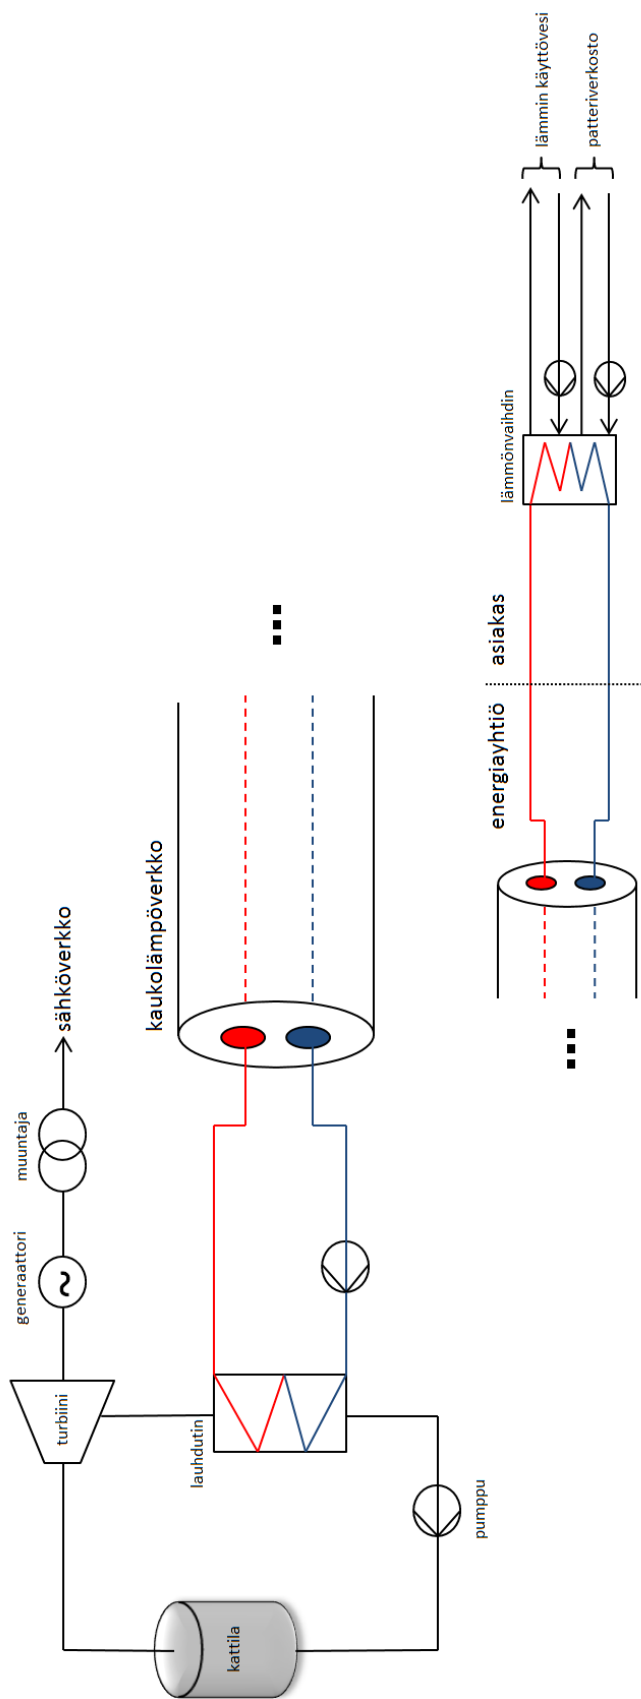 kattila
turbiini
generaattori
muuntaja
sähköverkko
lauhdutin
pumppu
kaukolämpöverkko
...
...
energiayhtiö
asiakas
lämmönvaihdin
lämmin käyttövesi
patteriverkosto